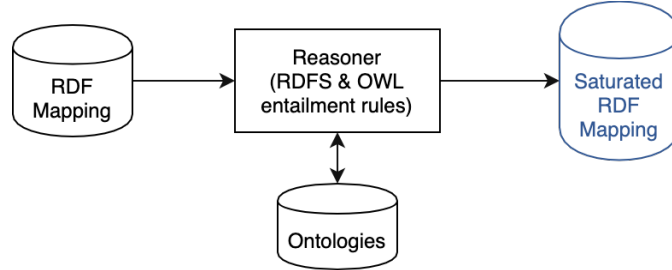 RDF
Mapping
Reasoner
(RDFS & OWL
entailment rules)
Saturated
RDF
Mapping
Ontologies